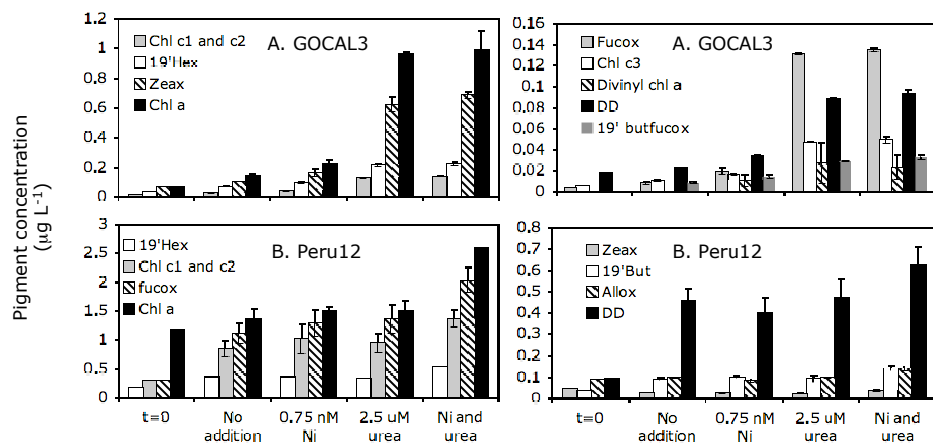 Pigment concentration
(µg L-1)
A. GOCAL3
1.2
1
0.8
0.6
0.4
0.2
0
Chl c1 and c2
19'Hex
Zeax
Chl a
A. GOCAL3
0.16
0.14
0.12
0.1
0.08
0.06
0.04
0.02
0
Fucox
Chl c3
Divinyl chl a
DD
19' butfucox
B. Peru12
3
2.5
2
1.5
1
0.5
0
19'Hex
Chl c1 and c2
fucox
Chl a
t=0
No addition
0.75 nM Ni
2.5 uM urea
Ni and urea
B. Peru12
0.8
0.7
0.6
0.5
0.4
0.3
0.2
0.1
0
Zeax
19'But
Allox
DD
t=0
No addition
0.75 nM Ni
2.5 uM urea
Ni and urea